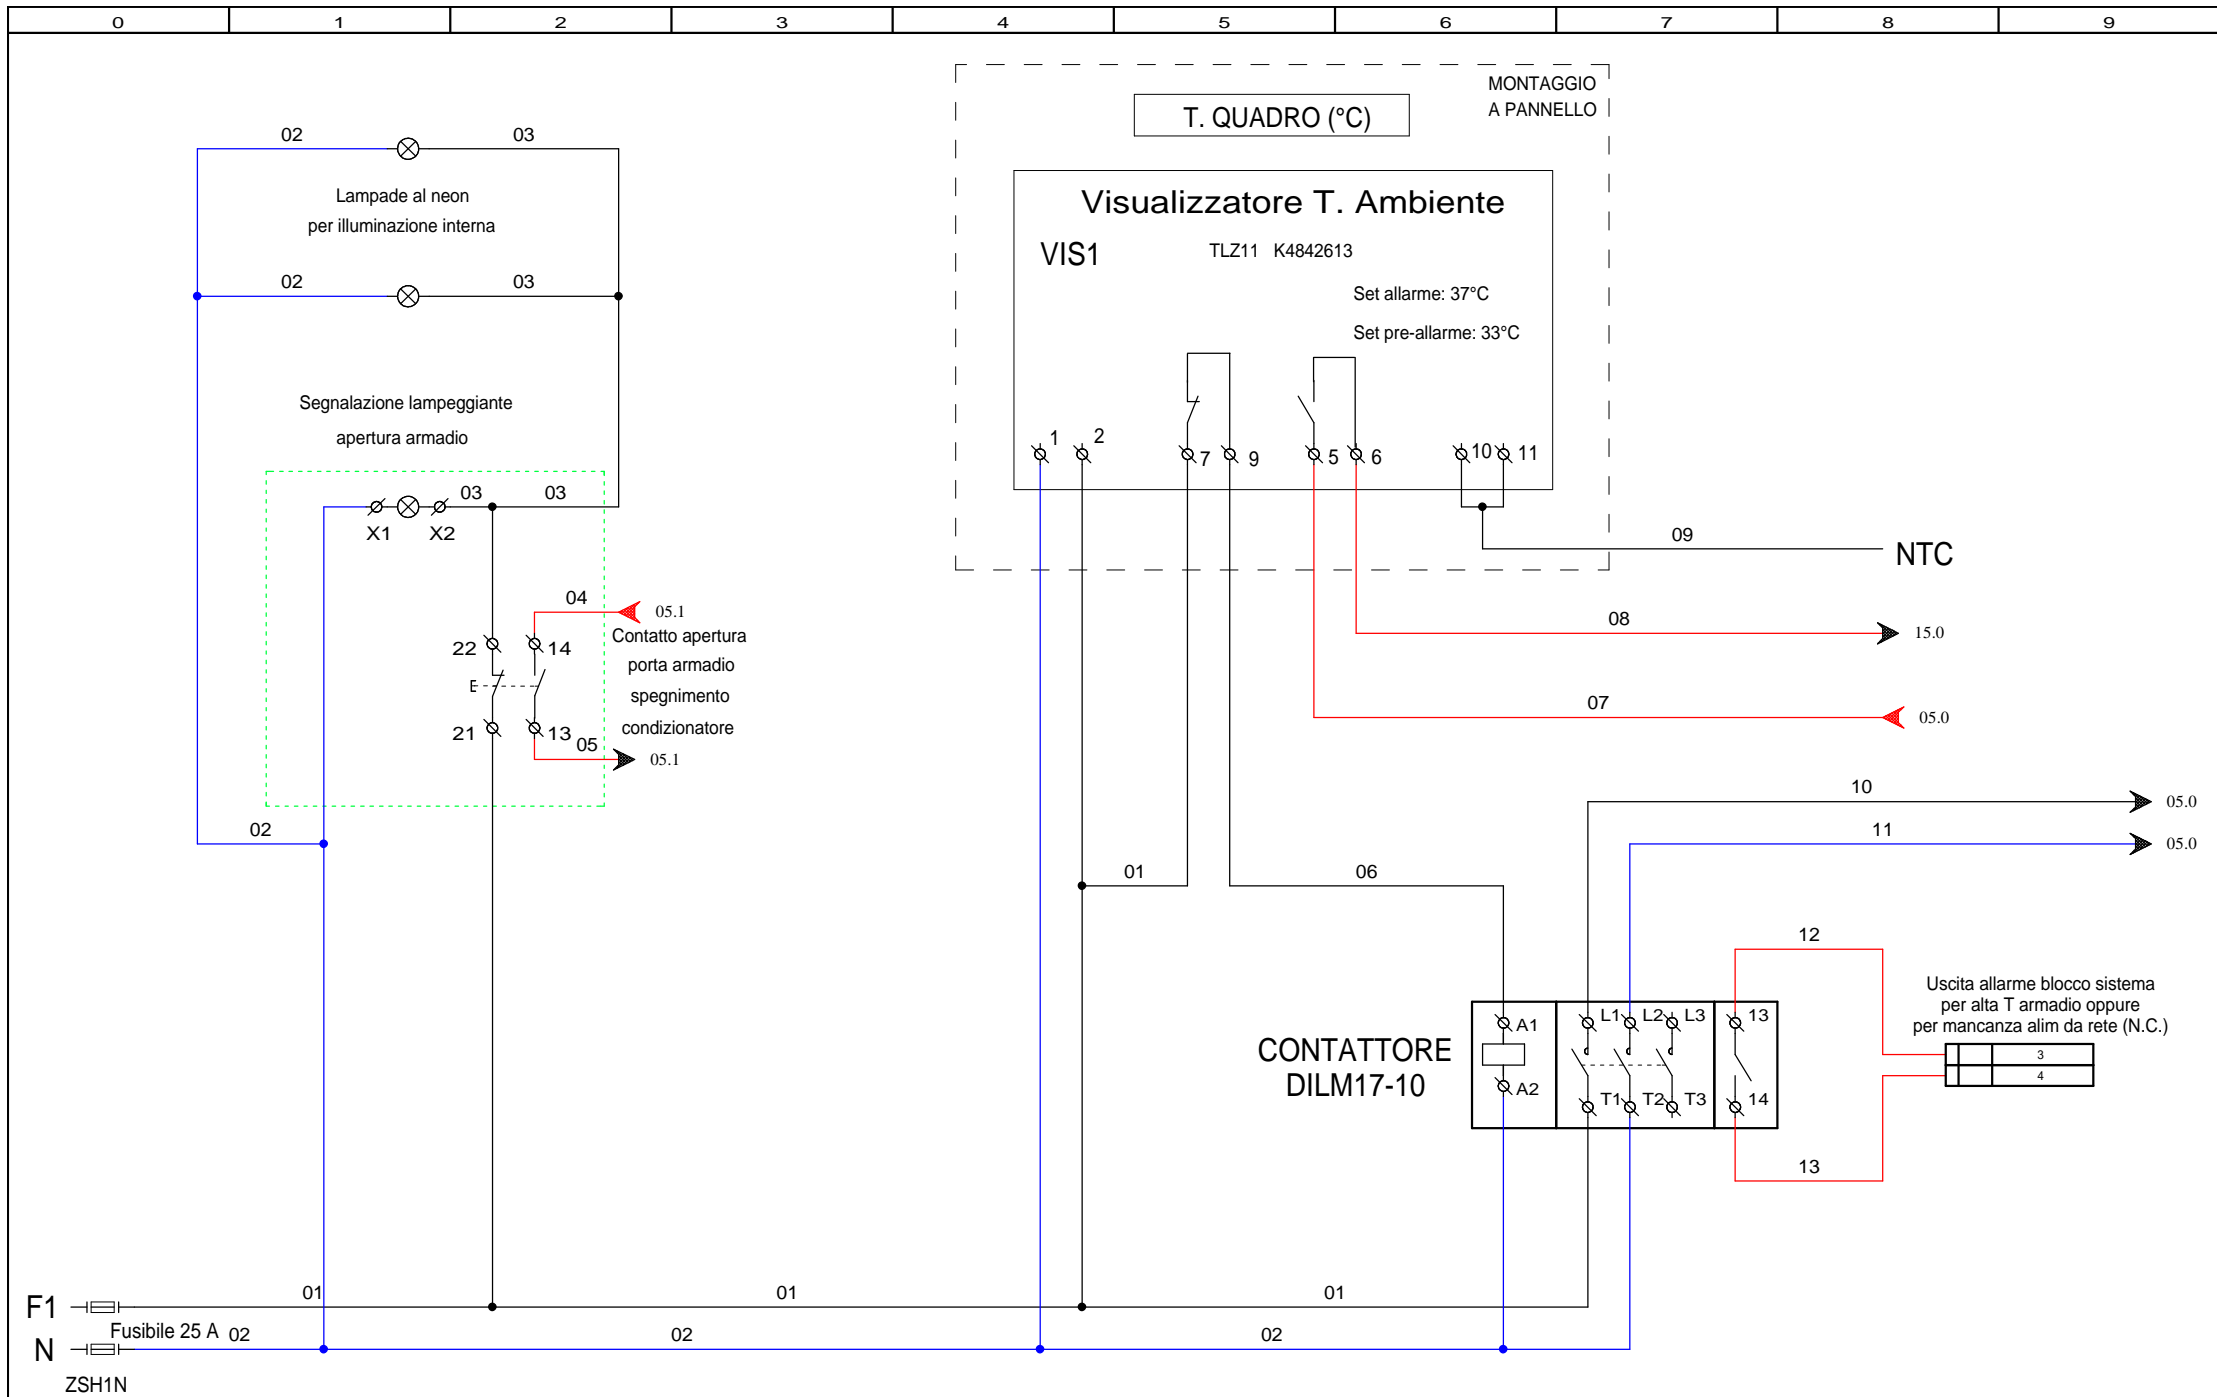 0 1 2 3 4 5 6 7 8 9
MONTAGGIO
A PANNELLO
T. QUADRO (°C)
02 03
Lampade al neon
per illuminazione interna
02 03
Visualizzatore T. Ambiente
VIS1 TLZ11 K4842613
Set allarme: 37°C
Set pre-allarme: 33°C
Segnalazione lampeggiante
apertura armadio
1 2 7 9 5 6 10 11
03 03
X1 X2
09
NTC
04 05.1
Contatto apertura
porta armadio
spegnimento
condizionatore
22 14
E
21 13
05 05.1
08 15.0
07 05.0
10 05.0
11 05.0
02
01 06
12
Uscita allarme blocco sistema
per alta T armadio oppure
per mancanza alim da rete (N.C.)
3
4
CONTATTORE
DILM17-10
A1 L1 L2 L3 13
A2 T1 T2 T3 14
13
F1 01 01 01
Fusibile 25 A
N 02 02 02
ZSH1N